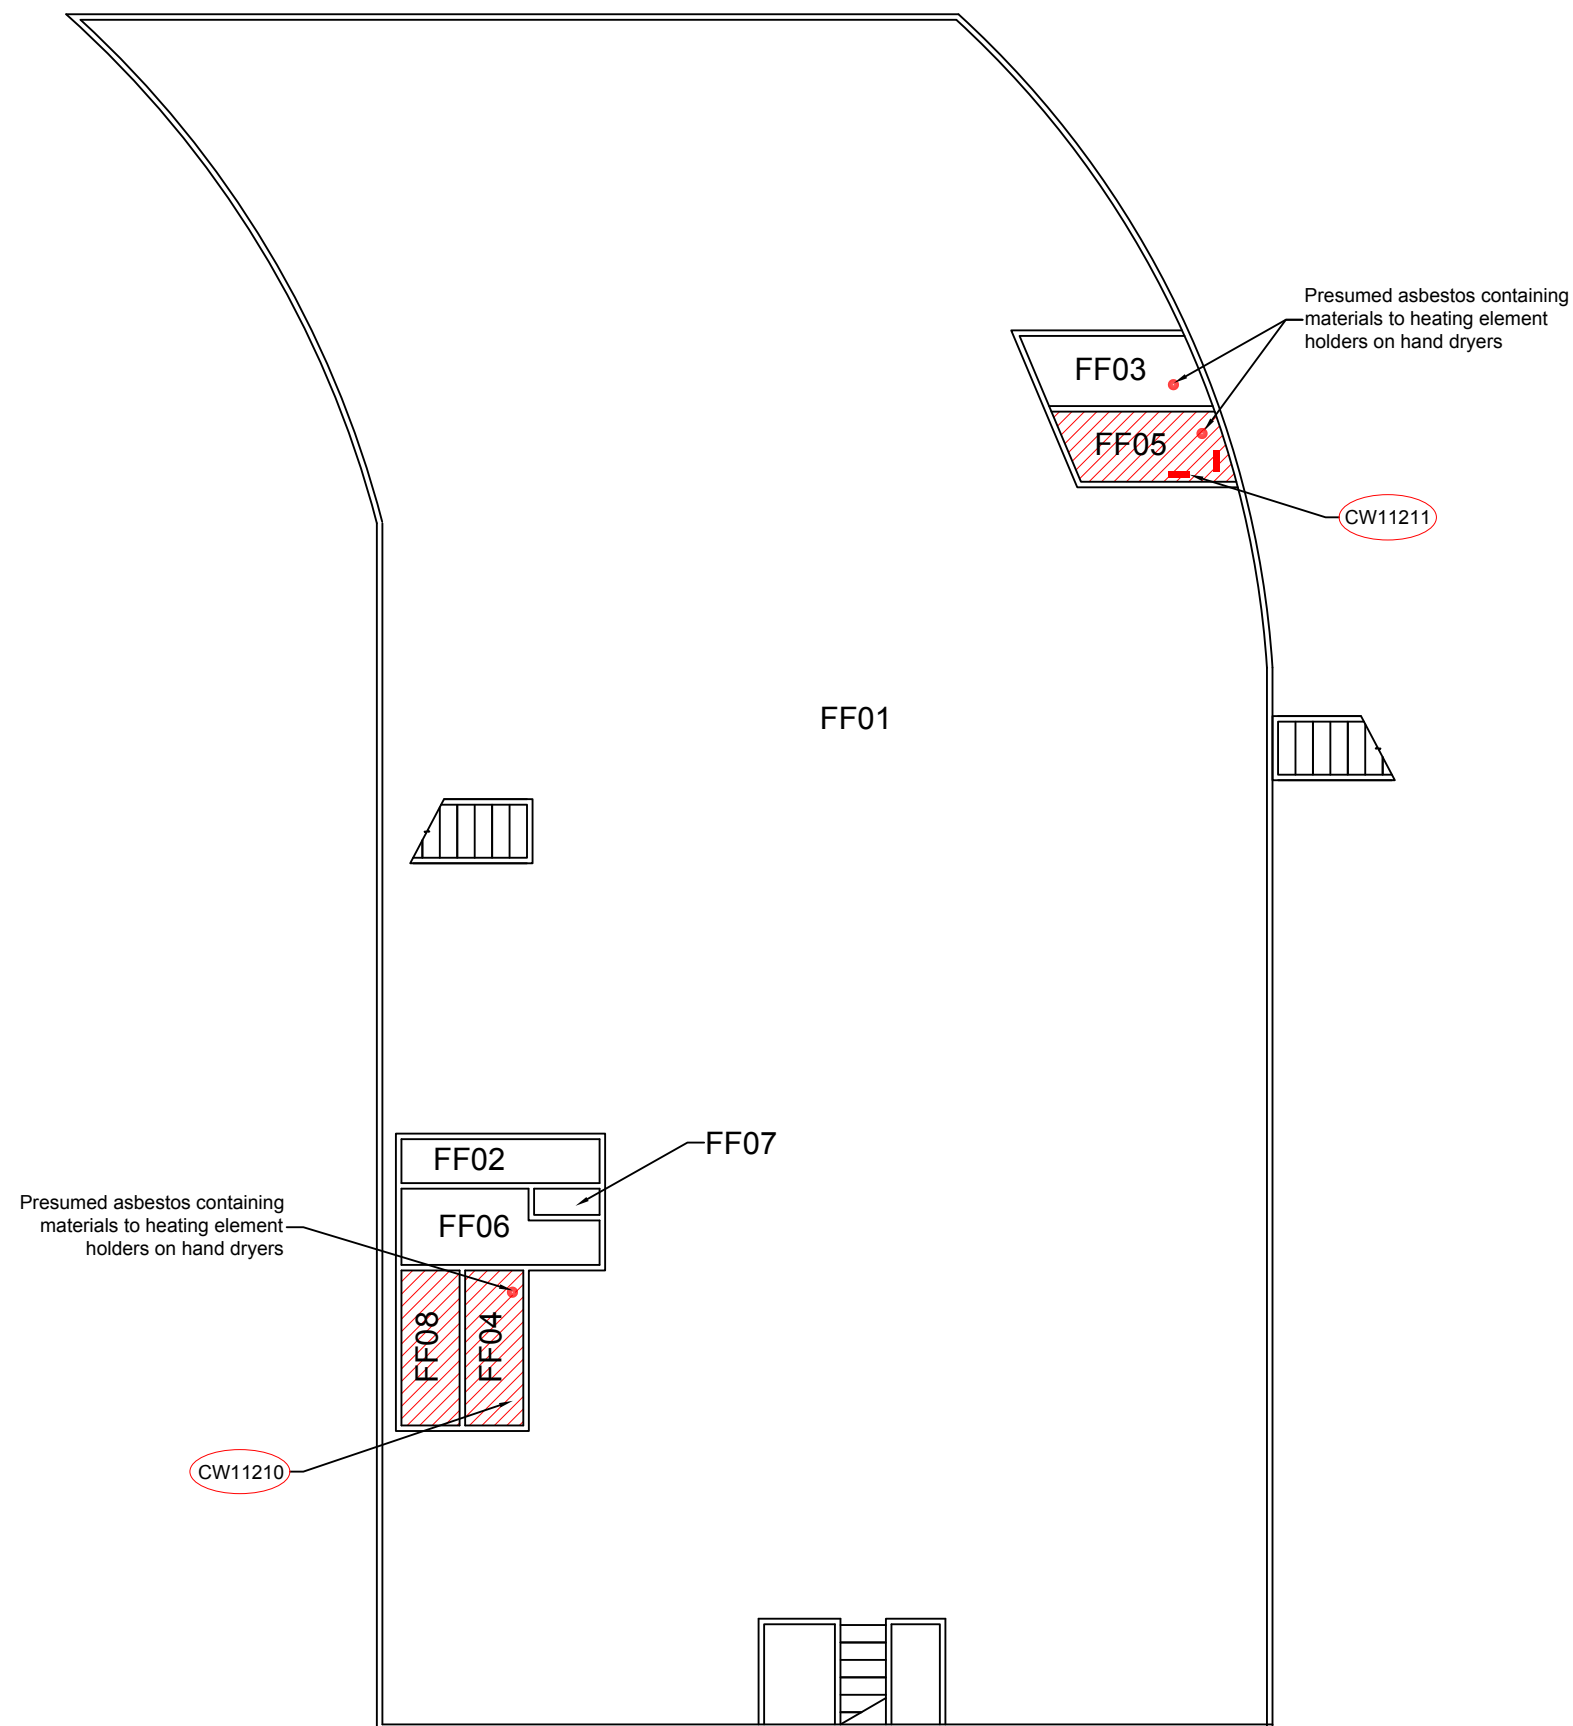 Presumed asbestos containing
materials to heating element
holders on hand dryers
FF03
FF05
CW11211
FF01
FF02
FF07
Presumed asbestos containing
materials to heating element
holders on hand dryers
FF06
FF08
FF04
CW11210